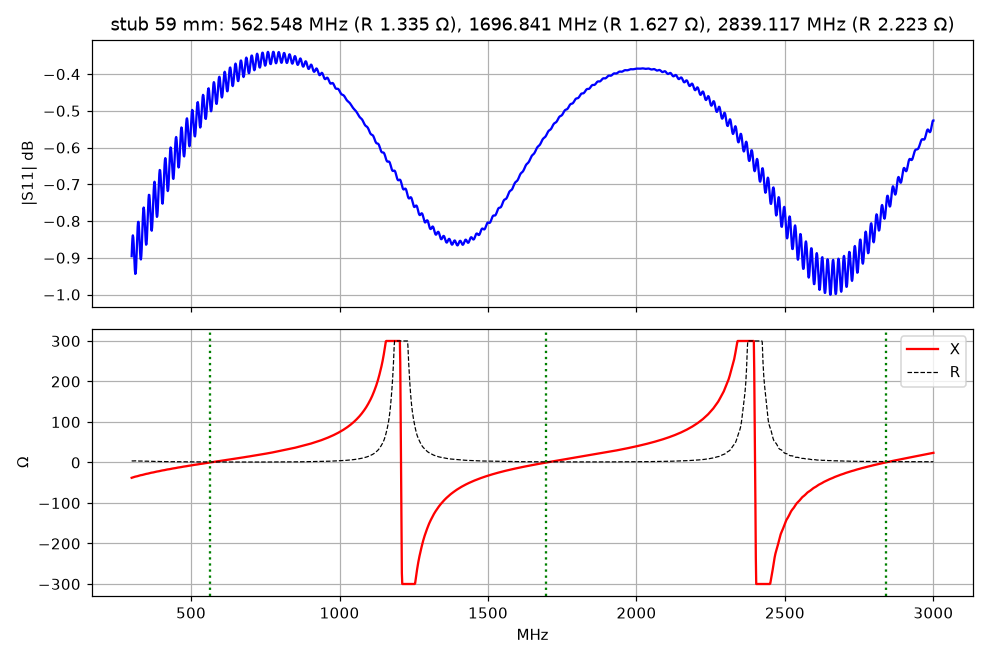 stub 59 mm: 562.548 MHz (R 1.335 Ω), 1696.841 MHz (R 1.627 Ω), 2839.117 MHz (R 2.223 Ω)
|S11| dB
−0.4
−0.5
−0.6
−0.7
−0.8
−0.9
−1.0
Ω
300
200
100
0
−100
−200
−300
X
R
500 1000 1500 2000 2500 3000
MHz